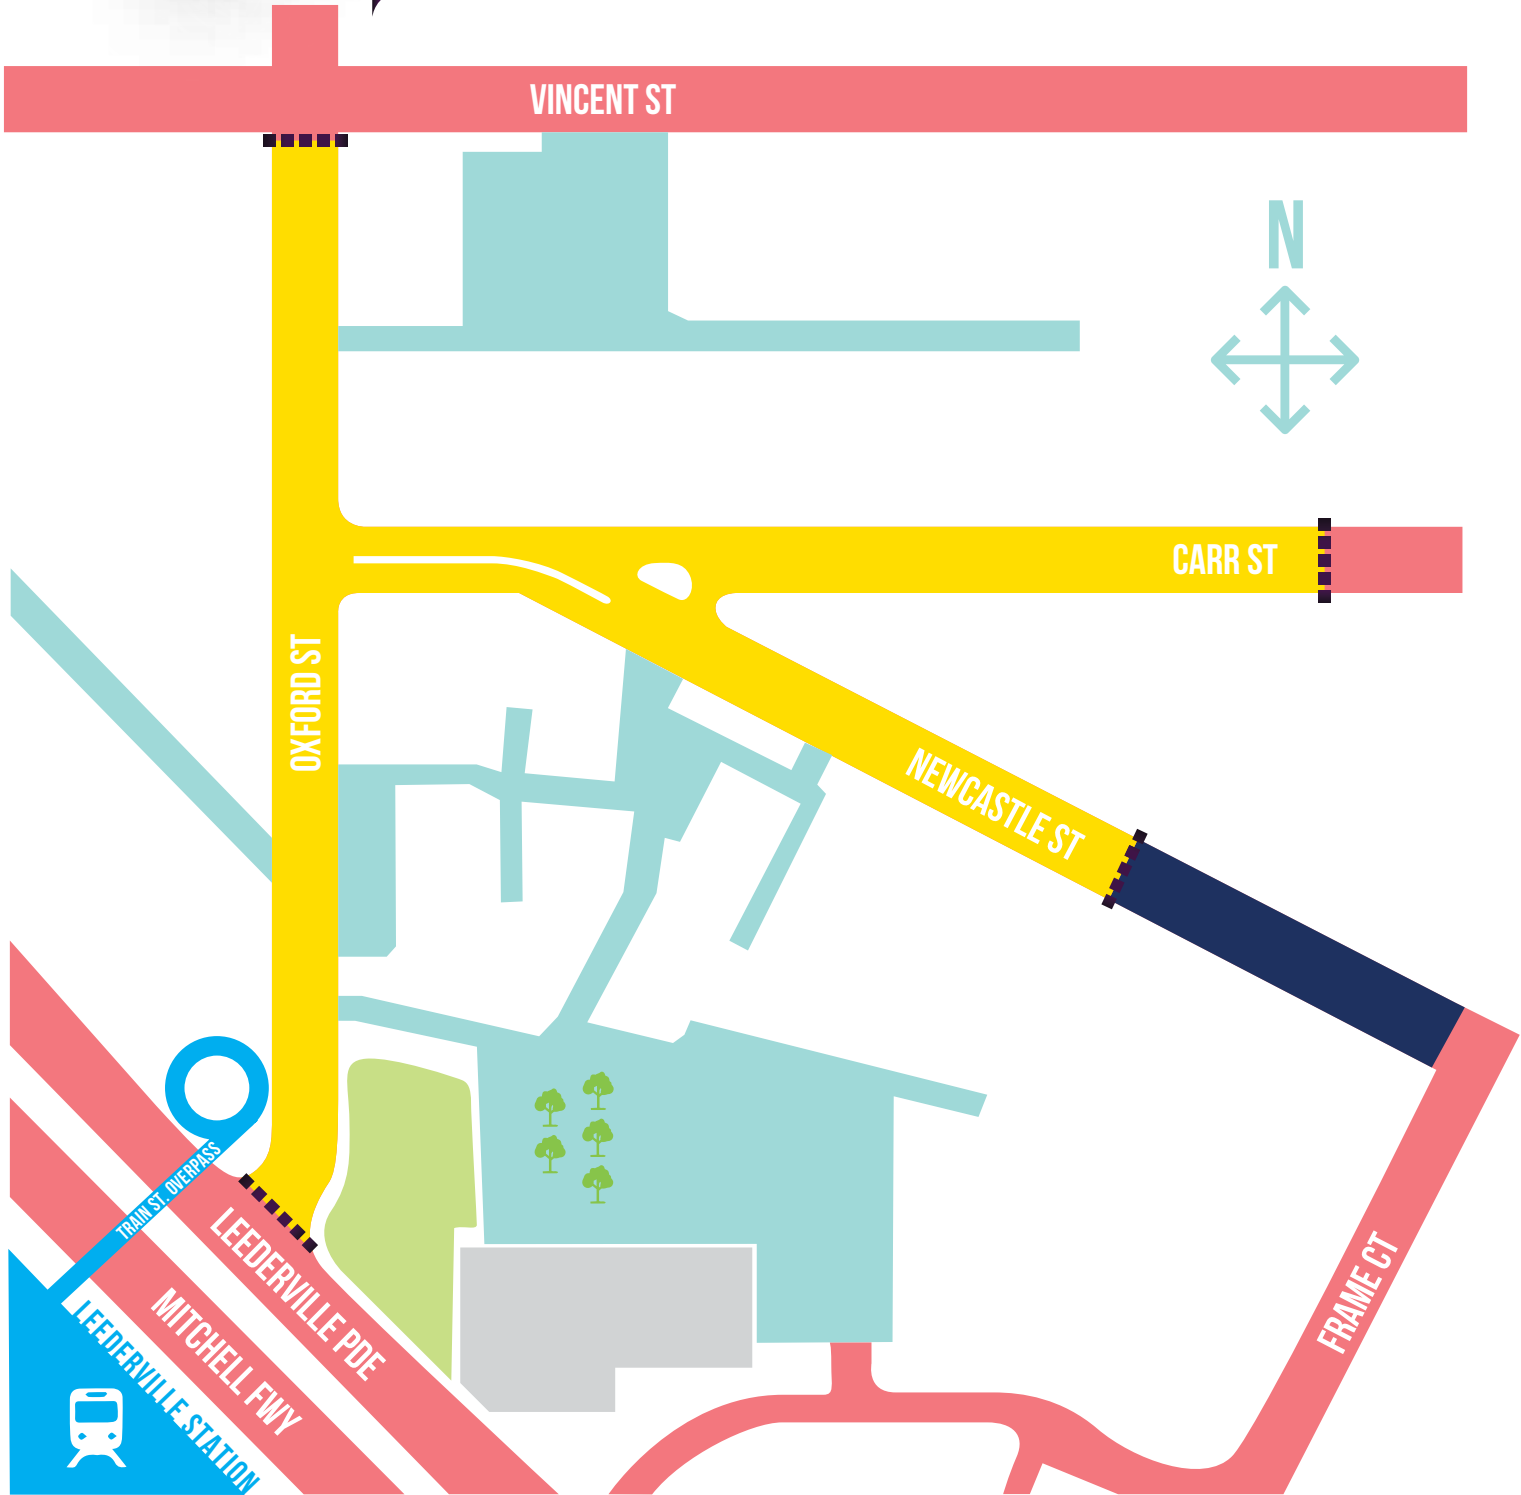 VINCENT ST
N
CARR ST
OXFORD ST
NEWCASTLE ST
TRAIN ST. OVERPASS
LEEDERVILLE PDE
MITCHELL FWY
LEEDERVILLE STATION
FRAME CT